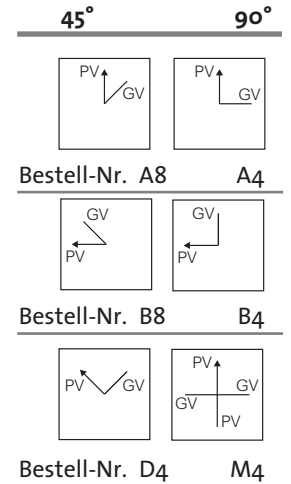 45° 90°
PV GV PV GV
Bestell-Nr. A8 A4
GV PV GV PV
Bestell-Nr. B8 B4
PV GV PV GV GV PV
Bestell-Nr. D4 M4